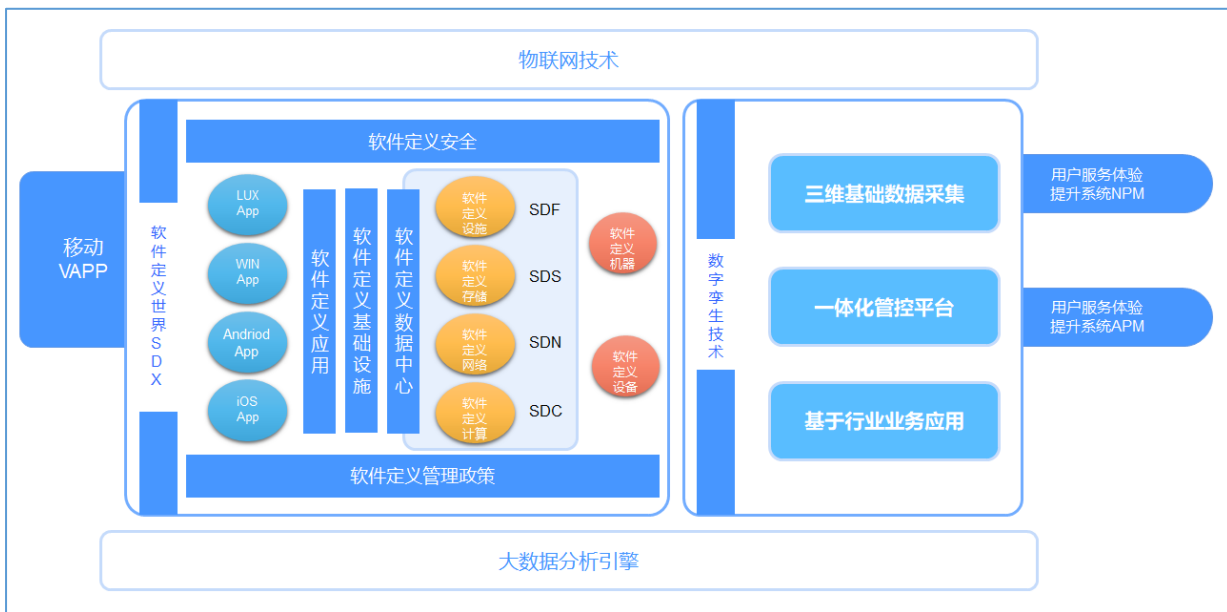 物联网技术
移动
VAPP
软件定义世界SDX
软件定义安全
LUX
App
WIN
App
Andriod
App
iOS
App
软件定义应用
软件定义基础设施
软件定义数据中心
软件
定义
设施
SDF
软件
定义
存储
SDS
软件
定义
网络
SDN
软件
定义
计算
SDC
软件
定义
机器
软件
定义
设备
软件定义管理政策
数字孪生技术
三维基础数据采集
一体化管控平台
基于行业业务应用
用户服务体验
提升系统NPM
用户服务体验
提升系统APM
大数据分析引擎